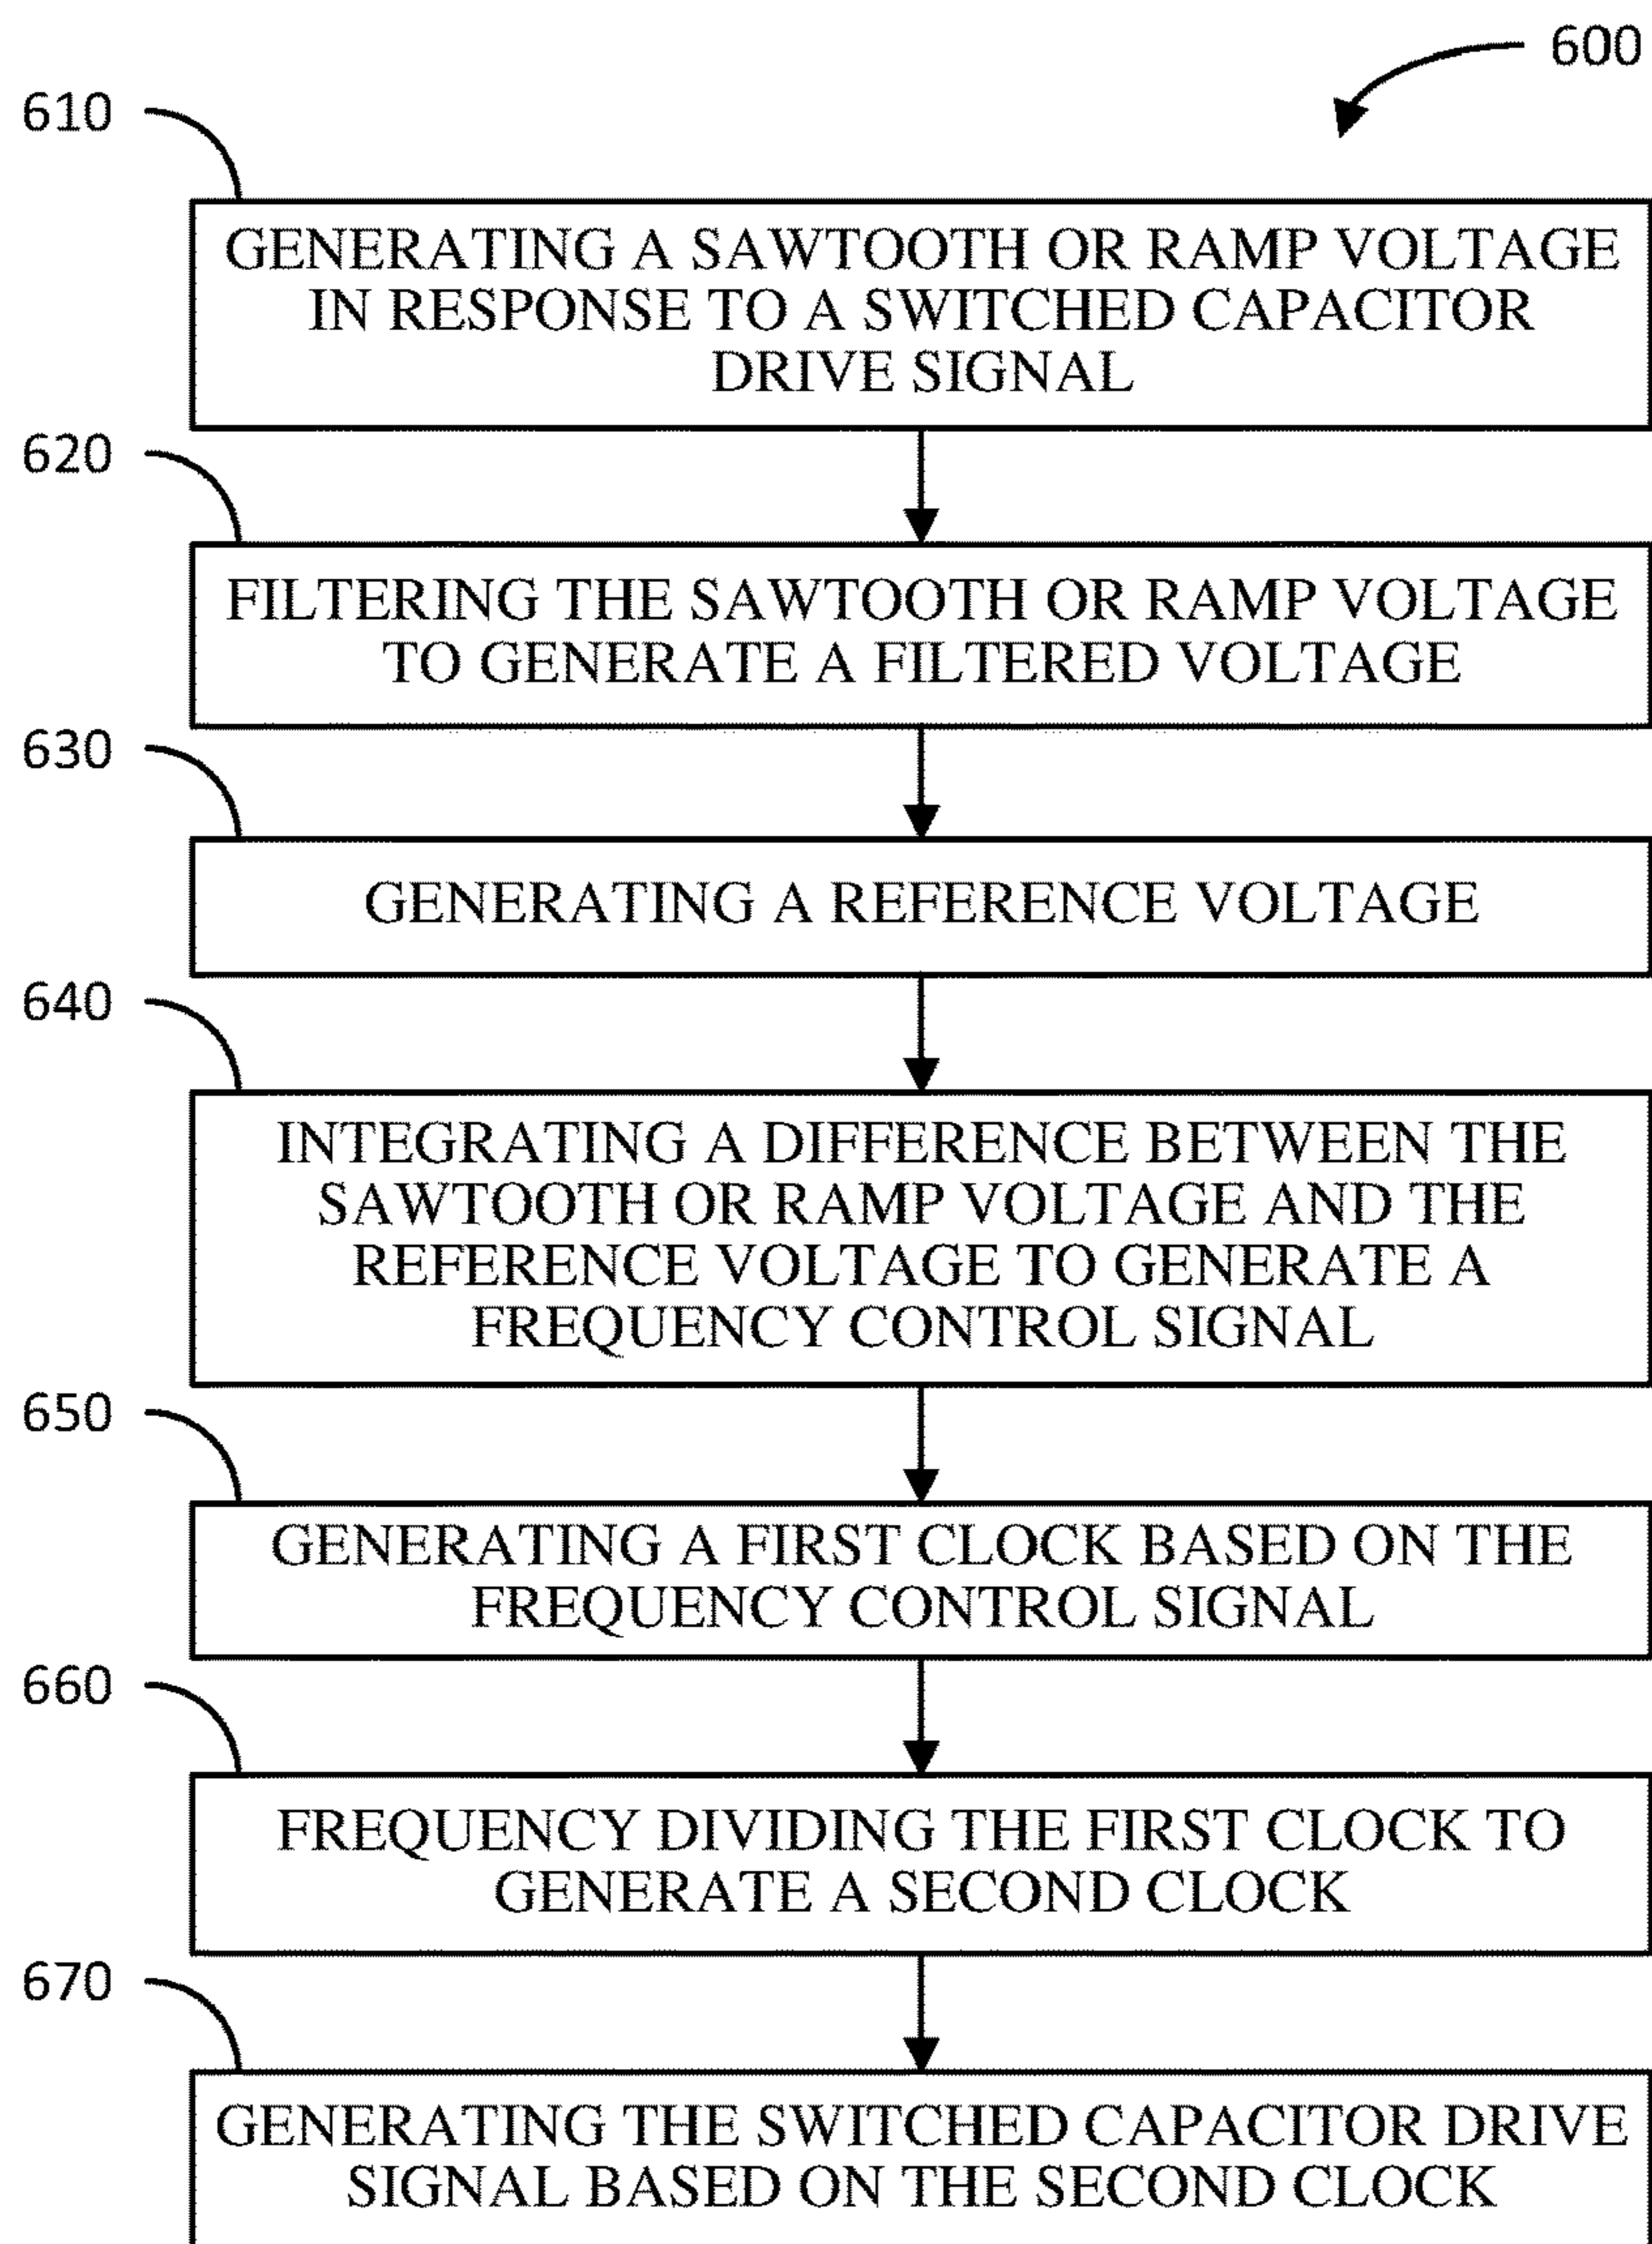 600
610
GENERATING A SAWTOOTH OR RAMP VOLTAGE
IN RESPONSE TO A SWITCHED CAPACITOR
DRIVE SIGNAL
620
FILTERING THE SAWTOOTH OR RAMP VOLTAGE
TO GENERATE A FILTERED VOLTAGE
630
GENERATING A REFERENCE VOLTAGE
640
INTEGRATING A DIFFERENCE BETWEEN THE
SAWTOOTH OR RAMP VOLTAGE AND THE
REFERENCE VOLTAGE TO GENERATE A
FREQUENCY CONTROL SIGNAL
650
GENERATING A FIRST CLOCK BASED ON THE
FREQUENCY CONTROL SIGNAL
660
FREQUENCY DIVIDING THE FIRST CLOCK TO
GENERATE A SECOND CLOCK
670
GENERATING THE SWITCHED CAPACITOR DRIVE
SIGNAL BASED ON THE SECOND CLOCK